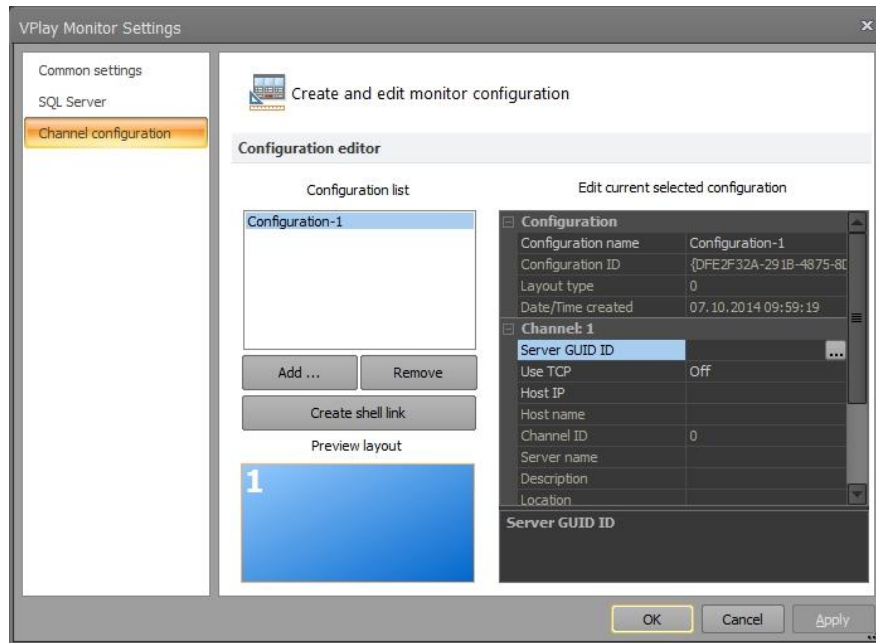 VPlay Monitor Settings
Common settings
SQL Server
Channel configuration
Create and edit monitor configuration
Configuration editor
Configuration list
Configuration-1
Add ...
Remove
Create shell link
Preview layout
1
Edit current selected configuration
Configuration
Configuration name Configuration-1
Configuration ID {DFE2F32A-291B-4875-8D
Layout type 0
Date/Time created 07.10.2014 09:59:19
Channel: 1
Server GUID ID ...
Use TCP Off
Host IP
Host name
Channel ID 0
Server name
Description
Location
Server GUID ID
OK
Cancel
Apply